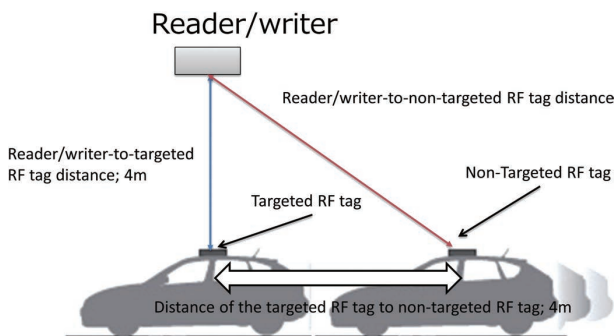 Reader/writer
Reader/writer-to-non-targeted RF tag distance
Reader/writer-to-targeted
RF tag distance; 4m
Non-Targeted RF tag
Targeted RF tag
Distance of the targeted RF tag to non-targeted RF tag; 4m